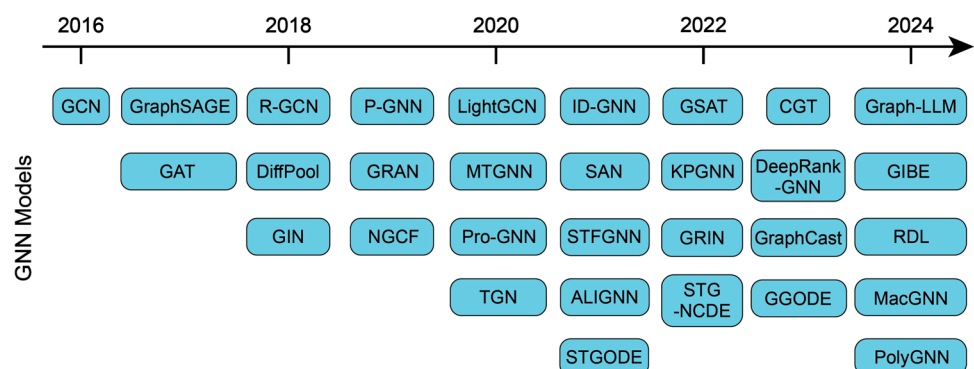 2016 2018 2020 2022 2024
GCN GraphSAGE R-GCN P-GNN LightGCN ID-GNN GSAT CGT Graph-LLM
GAT DiffPool GRAN MTGNN SAN KPGNN DeepRank
-GNN GIBE
GIN NGCF Pro-GNN STFGNN GRIN GraphCast RDL
TGN ALIGNN STG
-NCDE GGODE MacGNN
STGODE PolyGNN
GNN Models